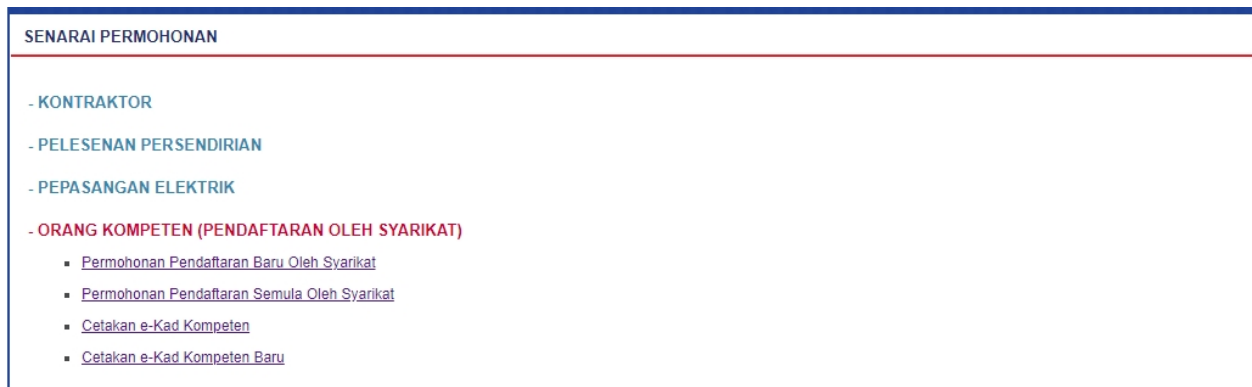 SENARAI PERMOHONAN
- KONTRAKTOR
- PELESENAN PERSENDIRIAN
- PEPASANGAN ELEKTRIK
- ORANG KOMPETEN (PENDAFTARAN OLEH SYARIKAT)
▪ Permohonan Pendaftaran Baru Oleh Syarikat
▪ Permohonan Pendaftaran Semula Oleh Syarikat
▪ Cetakan e-Kad Kompeten
▪ Cetakan e-Kad Kompeten Baru